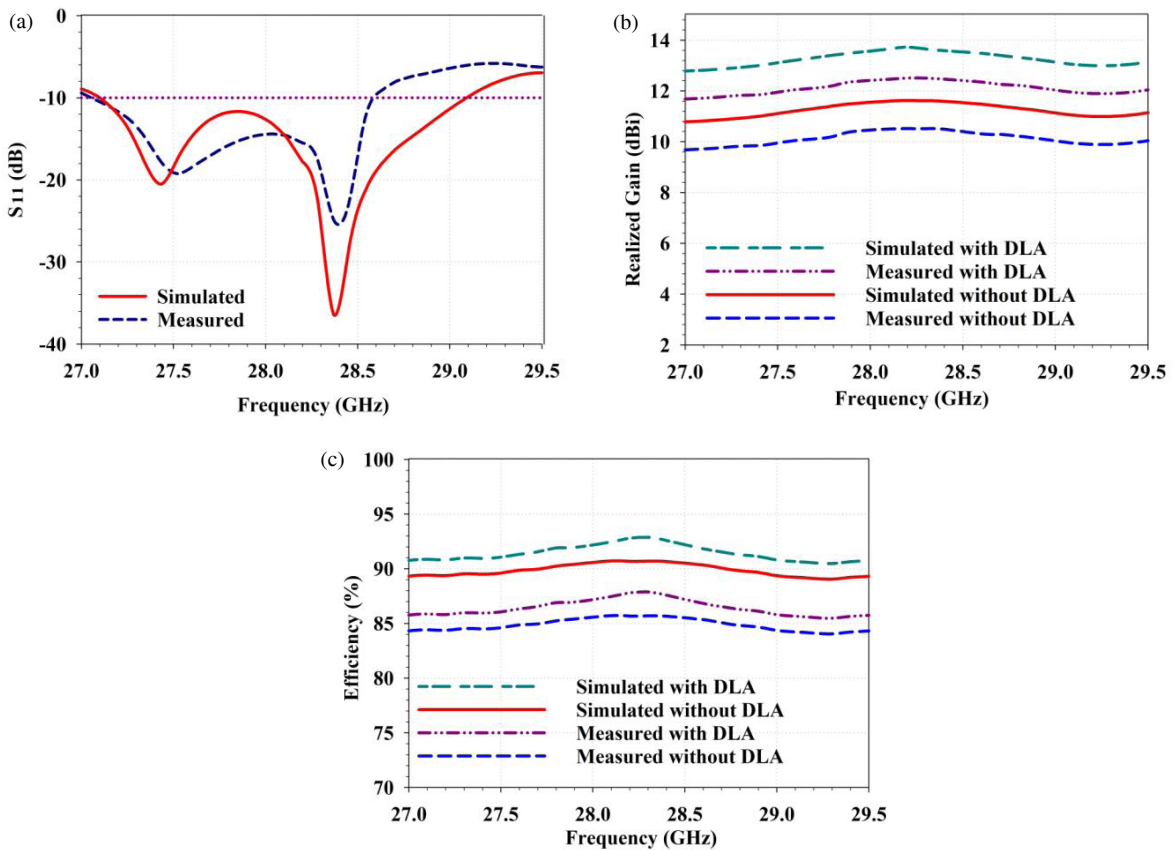 (a)
0
-10
-20
-30
-40
S11 (dB)
Simulated
Measured
27.0 27.5 28.0 28.5 29.0 29.5
Frequency (GHz)
(b)
14
12
10
8
6
4
2
Realized Gain (dBi)
Simulated with DLA
Measured with DLA
Simulated without DLA
Measured without DLA
27.0 27.5 28.0 28.5 29.0 29.5
Frequency (GHz)
(c)
100
95
90
85
80
75
70
Efficiency (%)
Simulated with DLA
Simulated without DLA
Measured with DLA
Measured without DLA
27.0 27.5 28.0 28.5 29.0 29.5
Frequency (GHz)